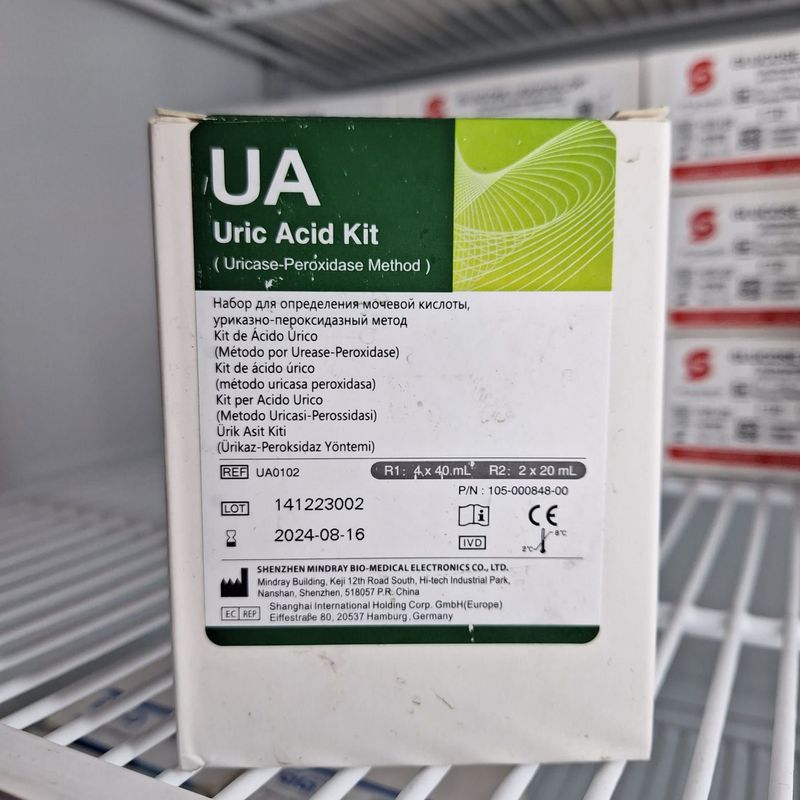 UA
Uric Acid Kit
( Uricase-Peroxidase Method )
Набор для определения мочевой кислоты,
уриказно-пероксидазный метод
Kit de Ácido Úrico
(Método por Urease-Peroxidase)
Kit de ácido úrico
(método uricasa peroxidasa)
Kit per Acido Urico
(Metodo Uricasi-Perossidasi)
Ürik Asit Kiti
(Ürikaz-Peroksidaz Yöntemi)
REF UA0102 R1: 4 x 40 mL R2: 2 x 20 mL
P/N : 105-000848-00
LOT 141223002
CE
2024-08-16
IVD 2°C 8°C
SHENZHEN MINDRAY BIO-MEDICAL ELECTRONICS CO., LTD.
Mindray Building, Keji 12th Road South, Hi-tech Industrial Park,
Nanshan, Shenzhen, 518057 P.R. China
EC REP Shanghai International Holding Corp. GmbH(Europe)
Eiffestraße 80, 20537 Hamburg, Germany